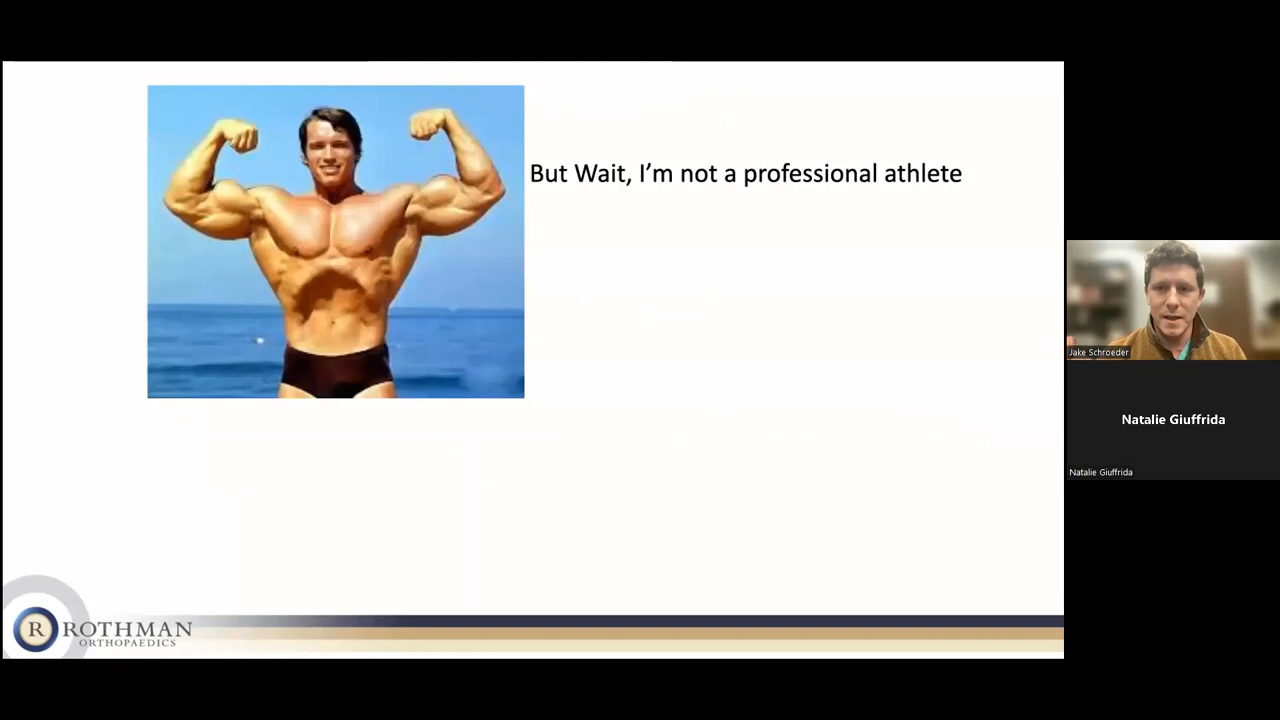 But Wait, I’m not a professional athlete
Jake Schroeder
Natalie Giuffrida
Natalie Giuffrida
R ROTHMAN
ORTHOPAEDICS